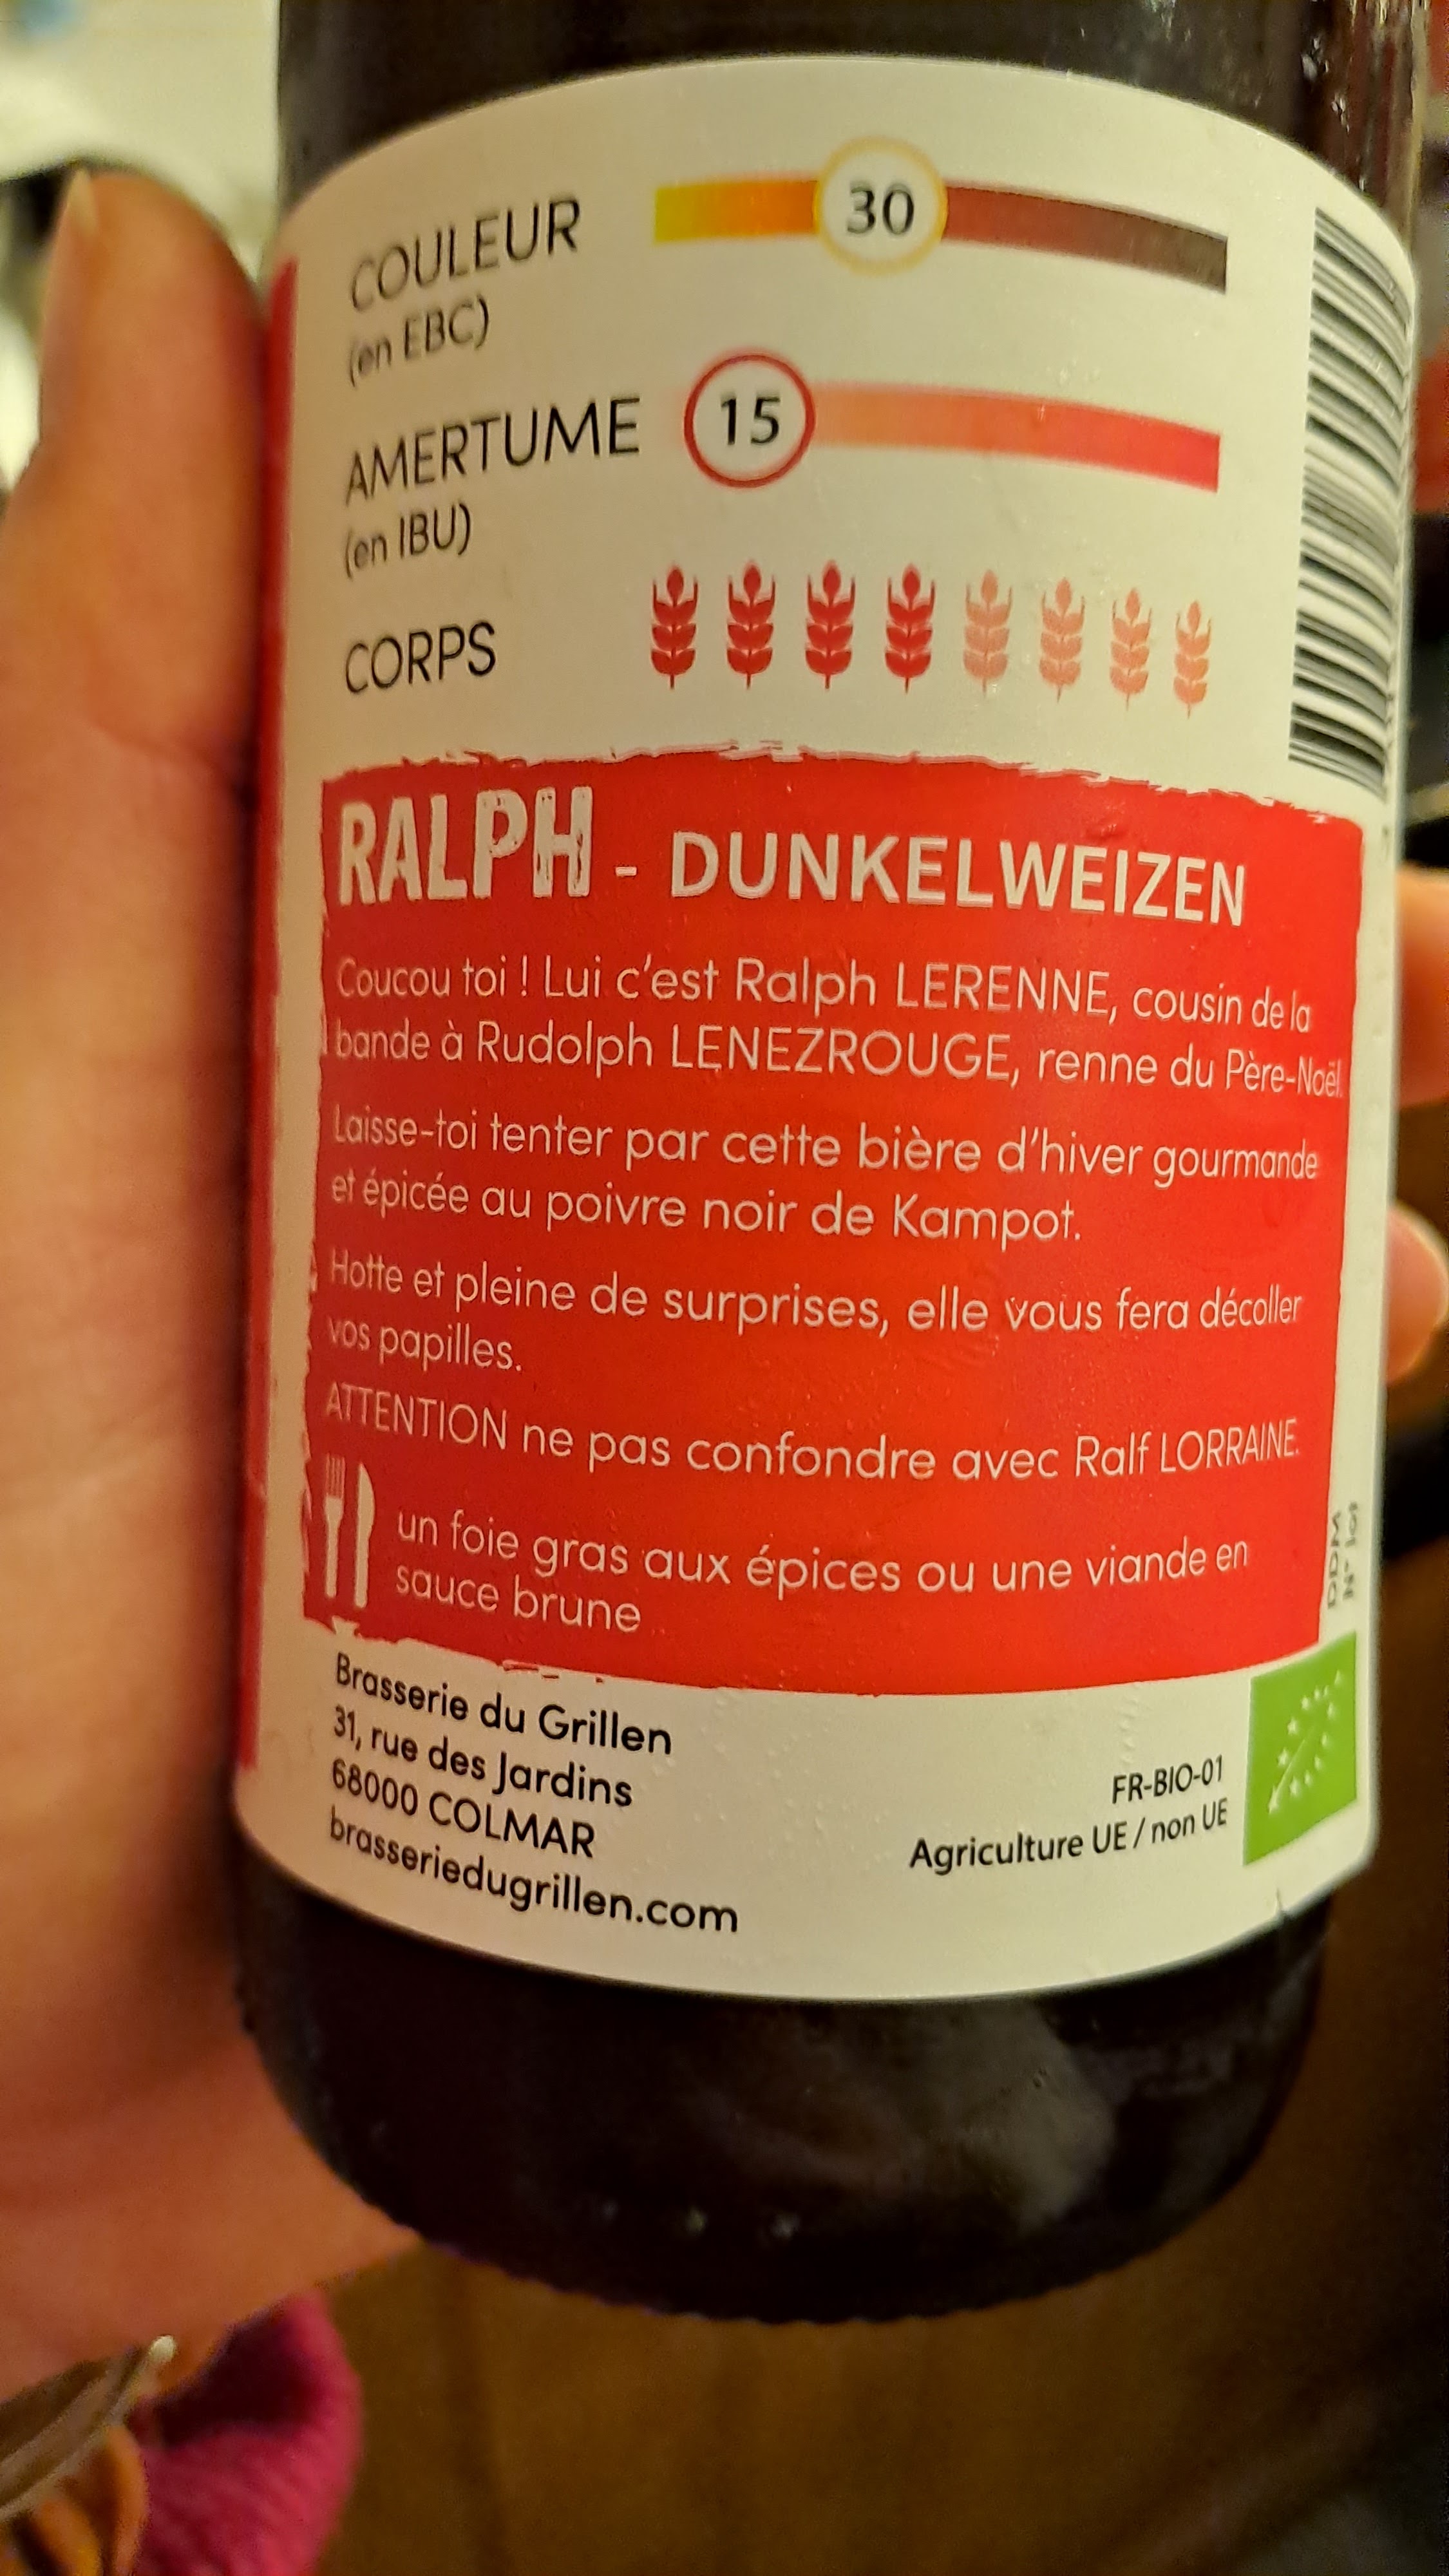 COULEUR
(en EBC)
30
AMERTUME
(en IBU)
15
CORPS
RALPH - DUNKELWEIZEN
Coucou toi ! Lui c'est Ralph LERENNE, cousin de la
bande à Rudolph LENEZROUGE, renne du Père-Noël.
Laisse-toi tenter par cette bière d'hiver gourmande
et épicée au poivre noir de Kampot.
Hotte et pleine de surprises, elle vous fera décoller
vos papilles.
ATTENTION ne pas confondre avec Ralf LORRAINE.
un foie gras aux épices ou une viande en
sauce brune
DDM
N° lot
Brasserie du Grillen
31, rue des Jardins
68000 COLMAR
brasseriedugrillen.com
FR-BIO-01
Agriculture UE / non UE